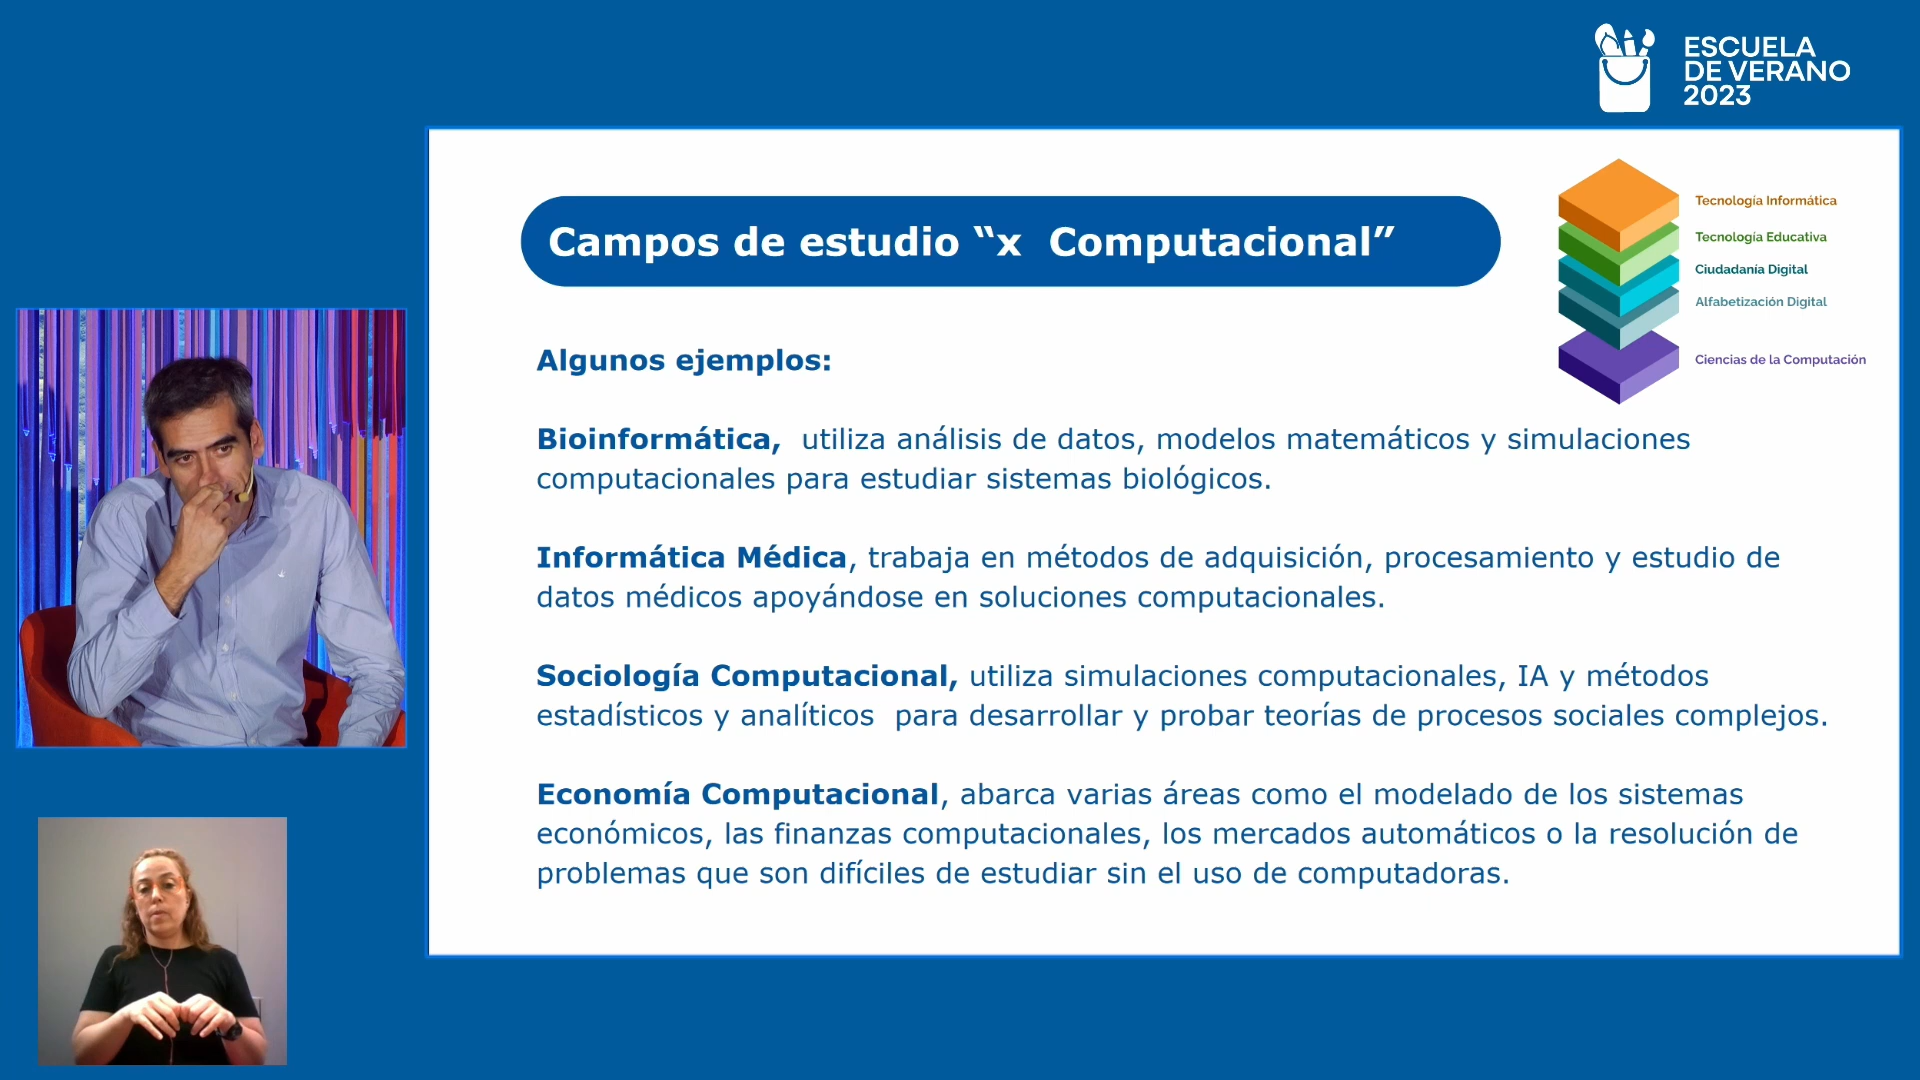 ESCUELA
DE VERANO
2023
Campos de estudio “x  Computacional”
Tecnología Informática
Tecnología Educativa
Ciudadanía Digital
Alfabetización Digital
Ciencias de la Computación
Algunos ejemplos:
Bioinformática,  utiliza análisis de datos, modelos matemáticos y simulaciones
computacionales para estudiar sistemas biológicos.
Informática Médica, trabaja en métodos de adquisición, procesamiento y estudio de
datos médicos apoyándose en soluciones computacionales.
Sociología Computacional, utiliza simulaciones computacionales, IA y métodos
estadísticos y analíticos  para desarrollar y probar teorías de procesos sociales complejos.
Economía Computacional, abarca varias áreas como el modelado de los sistemas
económicos, las finanzas computacionales, los mercados automáticos o la resolución de
problemas que son difíciles de estudiar sin el uso de computadoras.